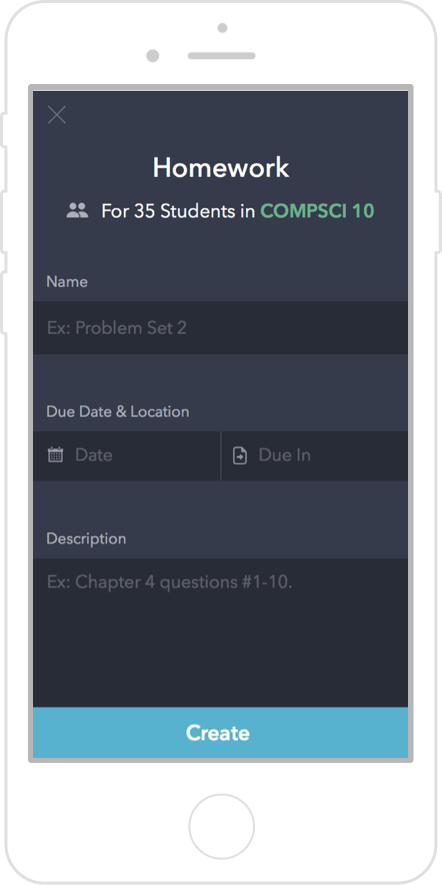 Homework
For 35 Students in COMPSCI 10
Name
Ex: Problem Set 2
Due Date & Location
Date
Due In
Description
Ex: Chapter 4 questions #1-10.
Create